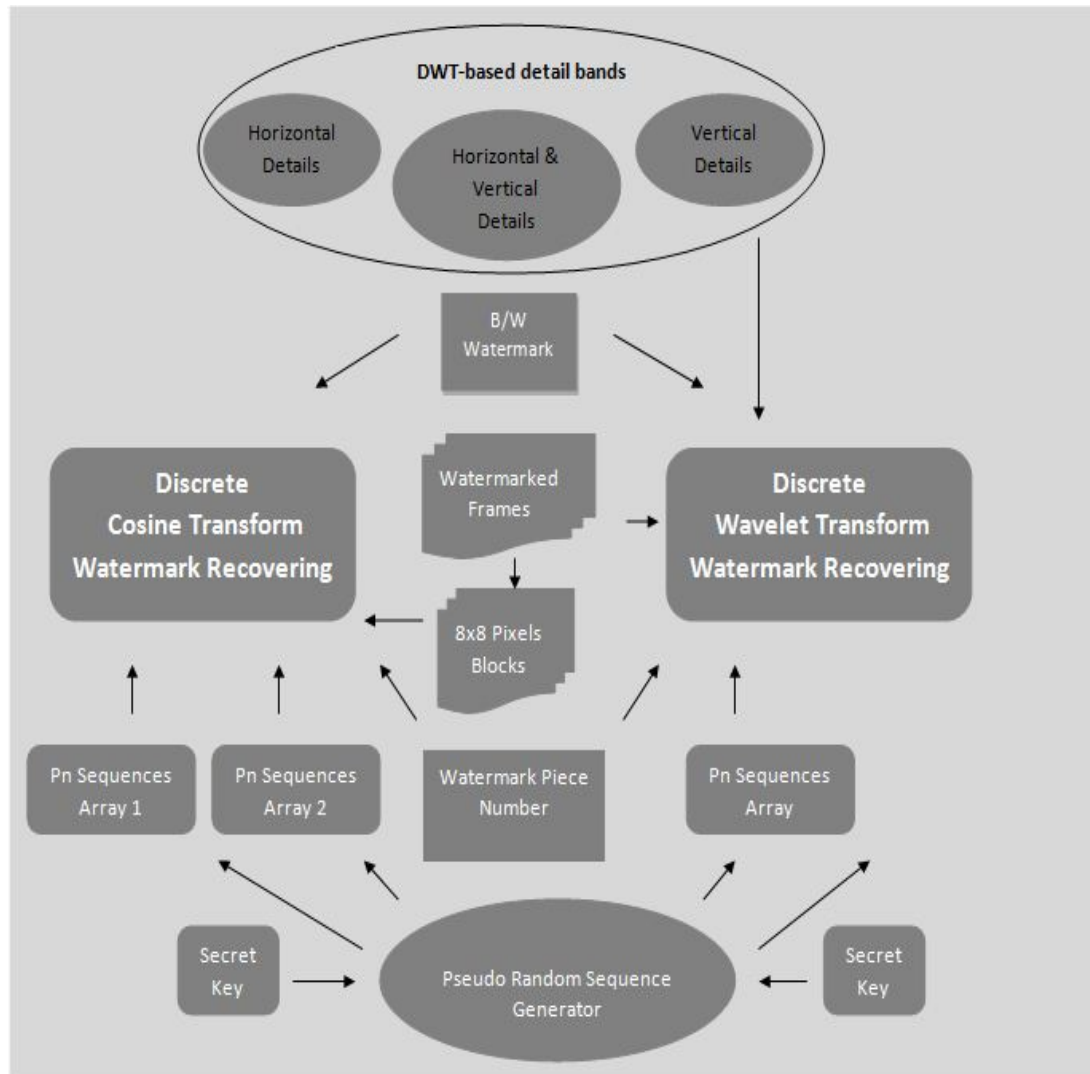 DWT-based detail bands
Horizontal
Details
Horizontal &
Vertical
Details
Vertical
Details
B/W
Watermark
Discrete
Cosine Transform
Watermark Recovering
Watermarked
Frames
Discrete
Wavelet Transform
Watermark Recovering
8x8 Pixels
Blocks
Pn Sequences
Array 1
Pn Sequences
Array 2
Watermark Piece
Number
Pn Sequences
Array
Secret
Key
Pseudo Random Sequence
Generator
Secret
Key